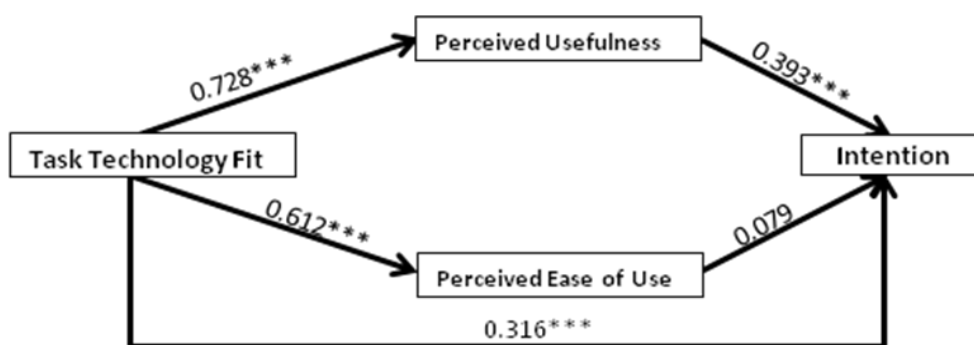 Perceived Usefulness
0.728***
0.393***
Task Technology Fit
Intention
0.612***
0.079
Perceived Ease of Use
0.316***